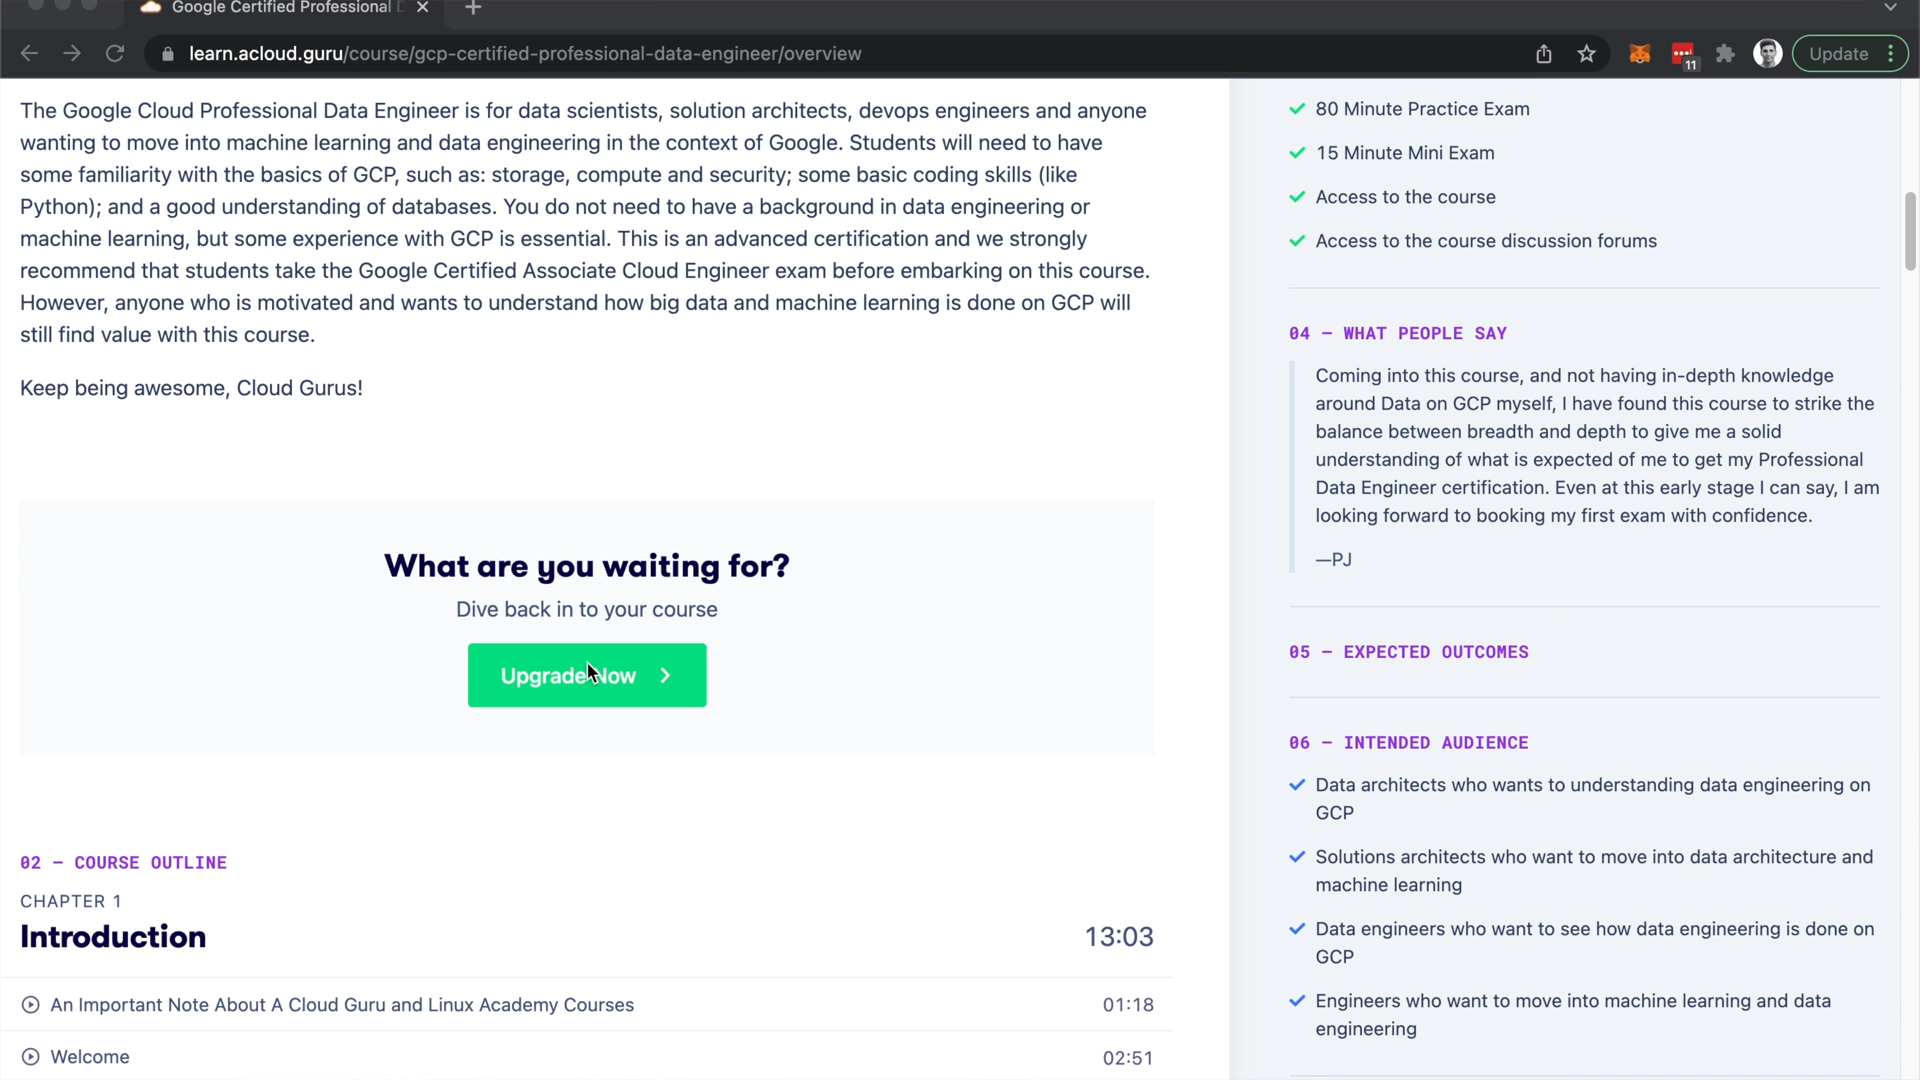 Google Certified Professional D
learn.acloud.guru/course/gcp-certified-professional-data-engineer/overview
11
Update
The Google Cloud Professional Data Engineer is for data scientists, solution architects, devops engineers and anyone
wanting to move into machine learning and data engineering in the context of Google. Students will need to have
some familiarity with the basics of GCP, such as: storage, compute and security; some basic coding skills (like
Python); and a good understanding of databases. You do not need to have a background in data engineering or
machine learning, but some experience with GCP is essential. This is an advanced certification and we strongly
recommend that students take the Google Certified Associate Cloud Engineer exam before embarking on this course.
However, anyone who is motivated and wants to understand how big data and machine learning is done on GCP will
still find value with this course.
Keep being awesome, Cloud Gurus!
What are you waiting for?
Dive back in to your course
Upgrade Now
02 – COURSE OUTLINE
CHAPTER 1
Introduction 13:03
An Important Note About A Cloud Guru and Linux Academy Courses 01:18
Welcome 02:51
80 Minute Practice Exam
15 Minute Mini Exam
Access to the course
Access to the course discussion forums
04 – WHAT PEOPLE SAY
Coming into this course, and not having in-depth knowledge
around Data on GCP myself, I have found this course to strike the
balance between breadth and depth to give me a solid
understanding of what is expected of me to get my Professional
Data Engineer certification. Even at this early stage I can say, I am
looking forward to booking my first exam with confidence.
—PJ
05 – EXPECTED OUTCOMES
06 – INTENDED AUDIENCE
Data architects who wants to understanding data engineering on
GCP
Solutions architects who want to move into data architecture and
machine learning
Data engineers who want to see how data engineering is done on
GCP
Engineers who want to move into machine learning and data
engineering